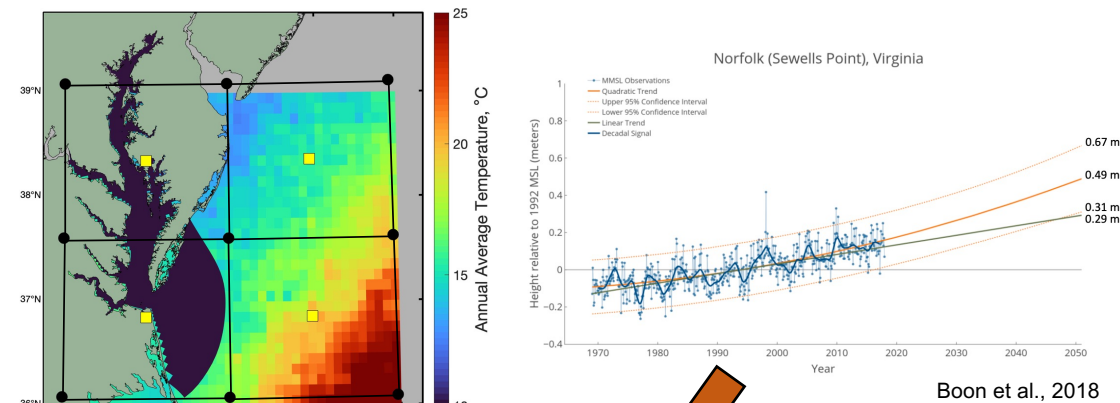 25
20
15
Annual Average Temperature, °C
39°N
38°N
37°N
Norfolk (Sewells Point), Virginia
MMSL Observations
Quadratic Trend
Upper 95% Confidence Interval
Lower 95% Confidence Interval
Linear Trend
Decadal Signal
Height relative to 1992 MSL (meters)
1
0.8
0.6
0.4
0.2
0
−0.2
−0.4
0.67 m
0.49 m
0.31 m
0.29 m
1970 1980 1990 2000 2010 2020 2030 2040 2050
Year
Boon et al., 2018